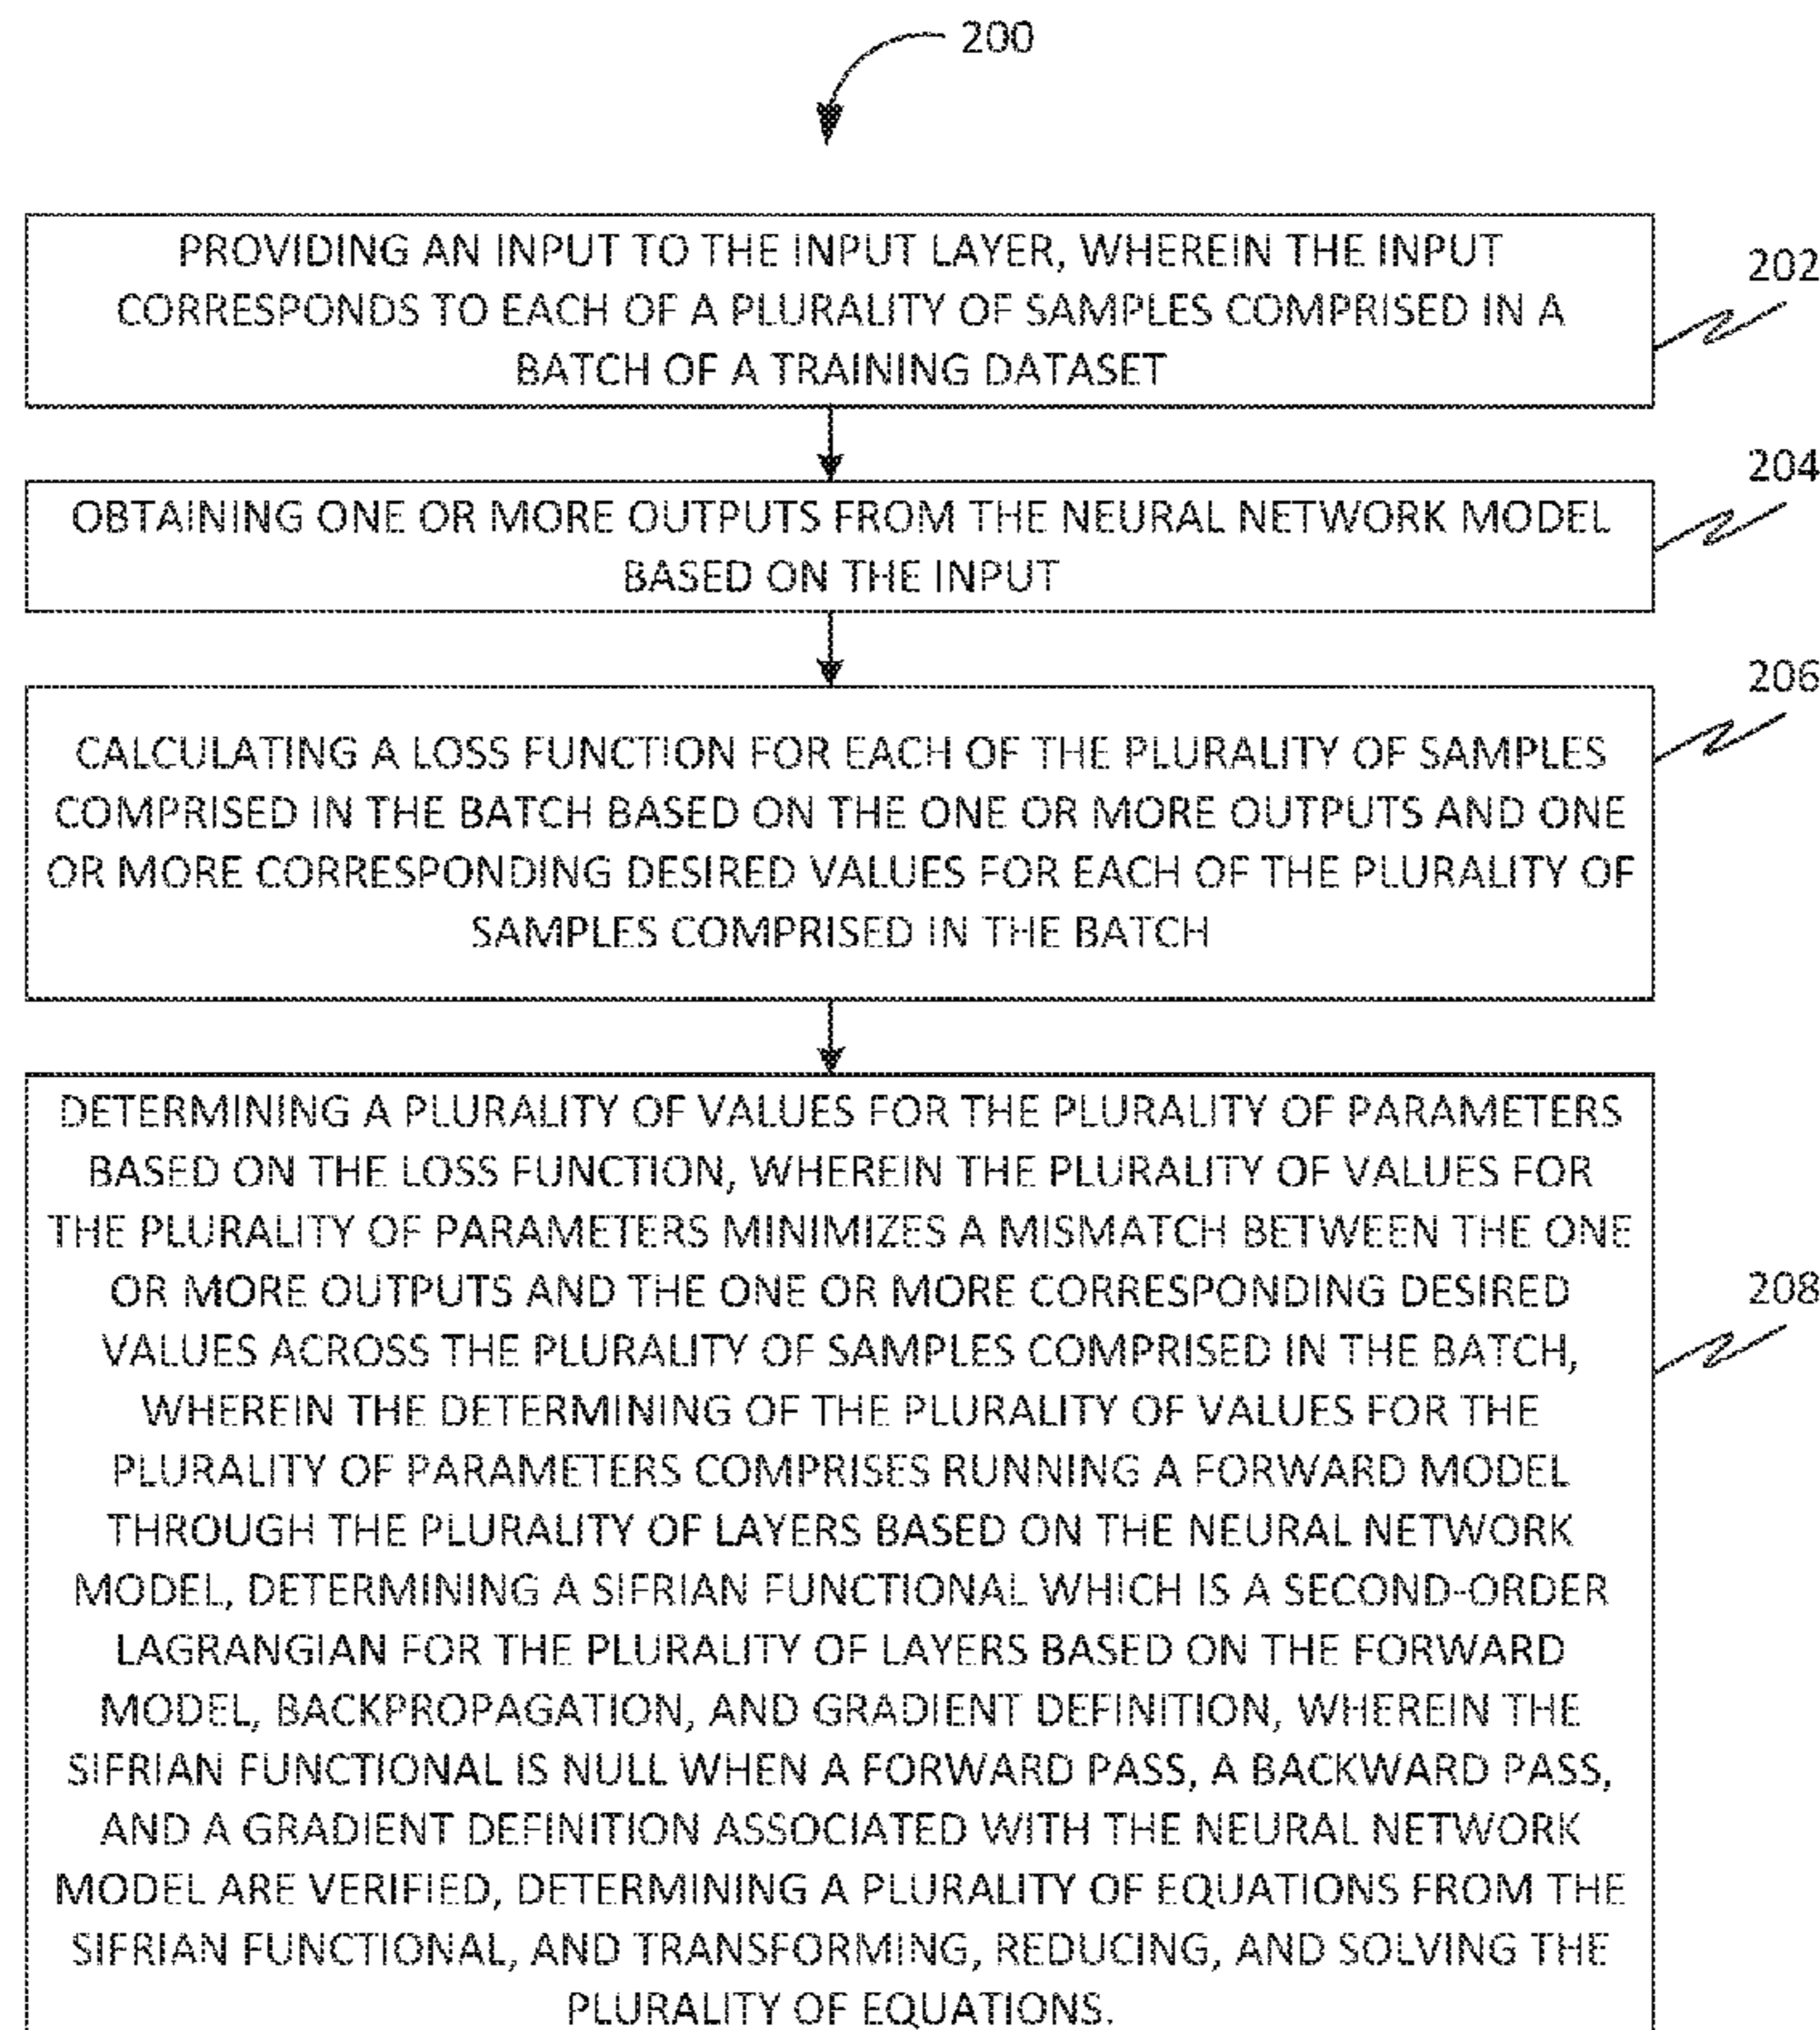 200
PROVIDING AN INPUT TO THE INPUT LAYER, WHEREIN THE INPUT
CORRESPONDS TO EACH OF A PLURALITY OF SAMPLES COMPRISED IN A
BATCH OF A TRAINING DATASET
202
OBTAINING ONE OR MORE OUTPUTS FROM THE NEURAL NETWORK MODEL
BASED ON THE INPUT
204
CALCULATING A LOSS FUNCTION FOR EACH OF THE PLURALITY OF SAMPLES
COMPRISED IN THE BATCH BASED ON THE ONE OR MORE OUTPUTS AND ONE
OR MORE CORRESPONDING DESIRED VALUES FOR EACH OF THE PLURALITY OF
SAMPLES COMPRISED IN THE BATCH
206
DETERMINING A PLURALITY OF VALUES FOR THE PLURALITY OF PARAMETERS
BASED ON THE LOSS FUNCTION, WHEREIN THE PLURALITY OF VALUES FOR
THE PLURALITY OF PARAMETERS MINIMIZES A MISMATCH BETWEEN THE ONE
OR MORE OUTPUTS AND THE ONE OR MORE CORRESPONDING DESIRED
VALUES ACROSS THE PLURALITY OF SAMPLES COMPRISED IN THE BATCH,
WHEREIN THE DETERMINING OF THE PLURALITY OF VALUES FOR THE
PLURALITY OF PARAMETERS COMPRISES RUNNING A FORWARD MODEL
THROUGH THE PLURALITY OF LAYERS BASED ON THE NEURAL NETWORK
MODEL, DETERMINING A SIFRIAN FUNCTIONAL WHICH IS A SECOND-ORDER
LAGRANGIAN FOR THE PLURALITY OF LAYERS BASED ON THE FORWARD
MODEL, BACKPROPAGATION, AND GRADIENT DEFINITION, WHEREIN THE
SIFRIAN FUNCTIONAL IS NULL WHEN A FORWARD PASS, A BACKWARD PASS,
AND A GRADIENT DEFINITION ASSOCIATED WITH THE NEURAL NETWORK
MODEL ARE VERIFIED, DETERMINING A PLURALITY OF EQUATIONS FROM THE
SIFRIAN FUNCTIONAL, AND TRANSFORMING, REDUCING, AND SOLVING THE
PLURALITY OF EQUATIONS.
208